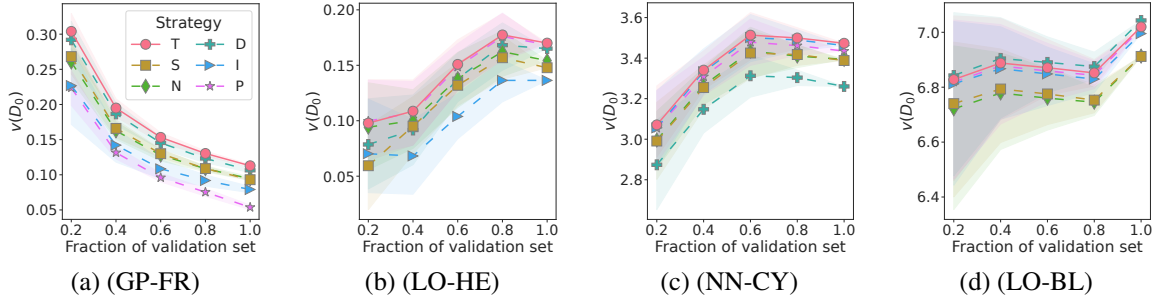 Strategy
T D
S I
N P
v(D0)
0.30
0.25
0.20
0.15
0.10
0.05
0.2 0.4 0.6 0.8 1.0
Fraction of validation set
(a) (GP-FR)
v(D0)
0.15
0.10
0.05
0.2 0.4 0.6 0.8 1.0
Fraction of validation set
(b) (LO-HE)
v(D0)
3.6
3.4
3.2
3.0
2.8
0.2 0.4 0.6 0.8 1.0
Fraction of validation set
(c) (NN-CY)
v(D0)
7.0
6.8
6.6
6.4
0.2 0.4 0.6 0.8 1.0
Fraction of validation set
(d) (LO-BL)